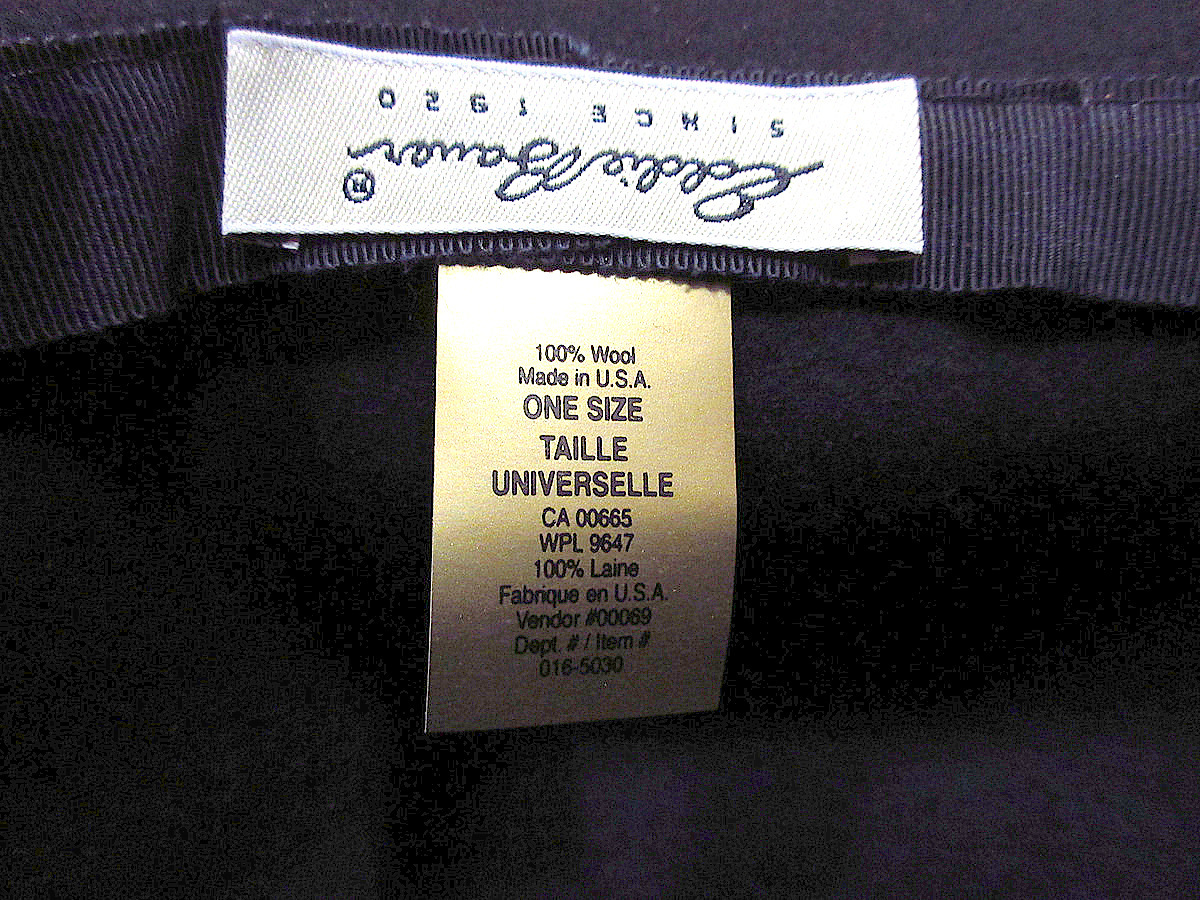 Eddie Bauer®
SINCE 1920
100% Wool
Made in U.S.A.
ONE SIZE
TAILLE
UNIVERSELLE
CA 00665
WPL 9647
100% Laine
Fabrique en U.S.A.
Vendor #00069
Dept. # / Item #
016-5030